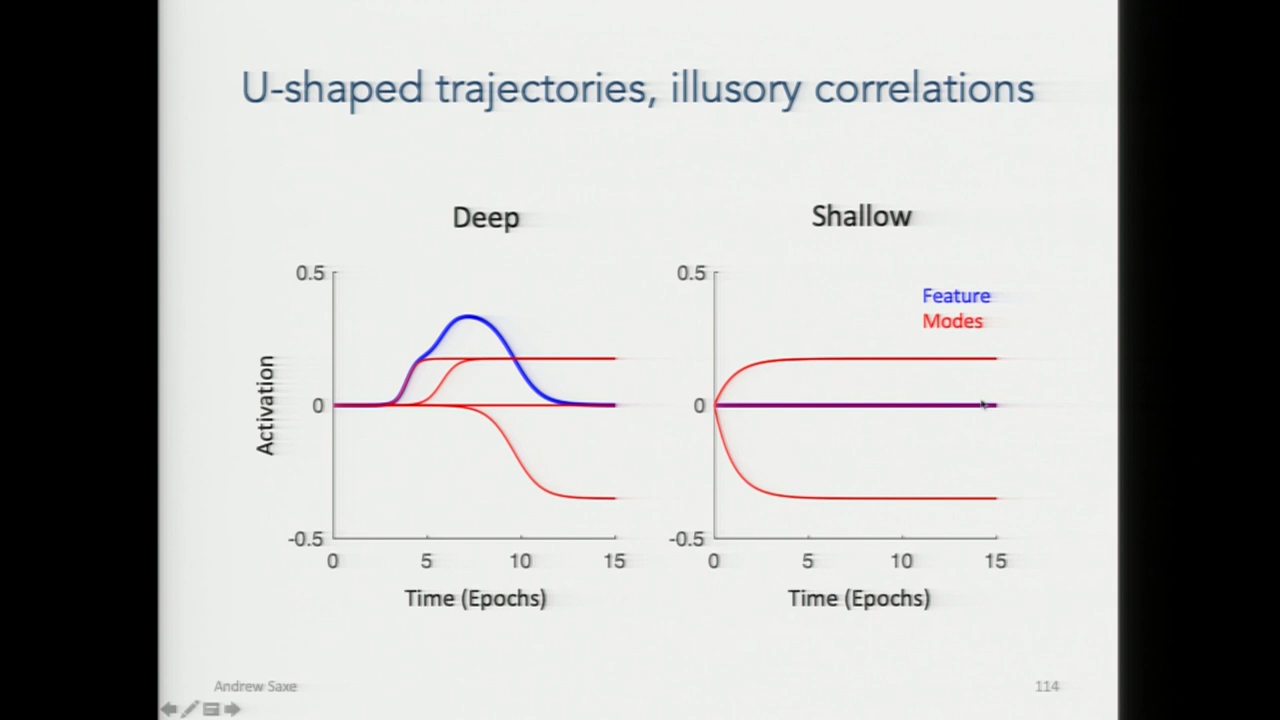 U-shaped trajectories, illusory correlations
Deep
Shallow
0.5
0
-0.5
Activation
0
5
10
15
Time (Epochs)
0.5
0
-0.5
Feature
Modes
0
5
10
15
Time (Epochs)
Andrew Saxe
114